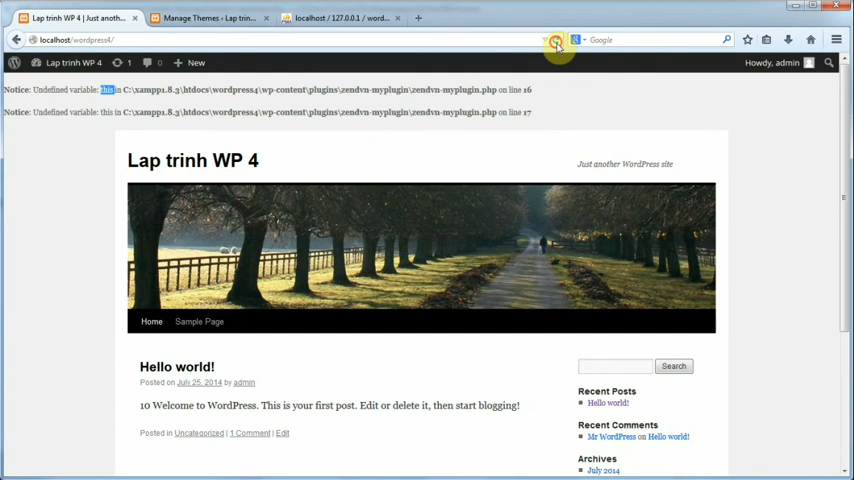 Lap trinh WP 4 | Just anoth...
Manage Themes ‹ Lap trin...
localhost / 127.0.0.1 / word...
localhost/wordpress4/
Google
Lap trinh WP 4
1
0
New
Howdy, admin
Notice: Undefined variable: this in C:\xampp1.8.3\htdocs\wordpress4\wp-content\plugins\zendvn-myplugin\zendvn-myplugin.php on line 16
Notice: Undefined variable: this in C:\xampp1.8.3\htdocs\wordpress4\wp-content\plugins\zendvn-myplugin\zendvn-myplugin.php on line 17
Lap trinh WP 4
Just another WordPress site
Home
Sample Page
Hello world!
Posted on July 25, 2014 by admin
10 Welcome to WordPress. This is your first post. Edit or delete it, then start blogging!
Posted in Uncategorized | 1 Comment | Edit
Search
Recent Posts
Hello world!
Recent Comments
Mr WordPress on Hello world!
Archives
July 2014